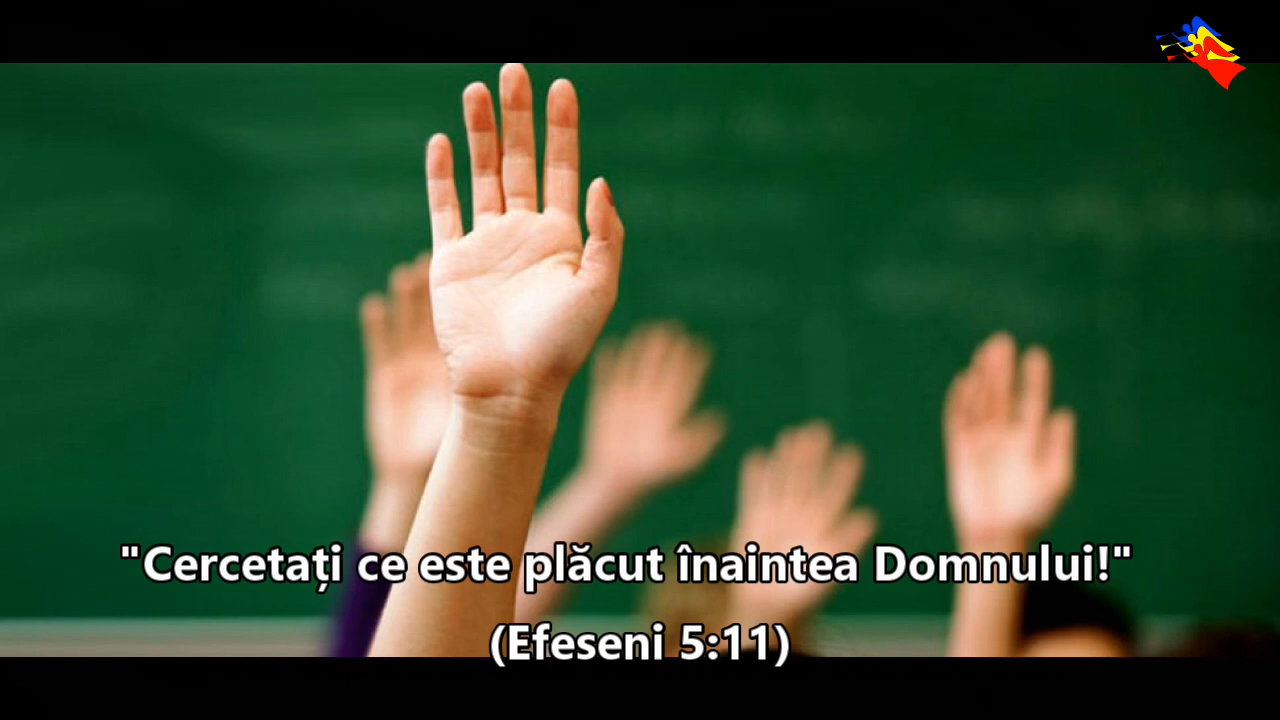 "Cercetați ce este plăcut înaintea Domnului!"
(Efeseni 5:11)